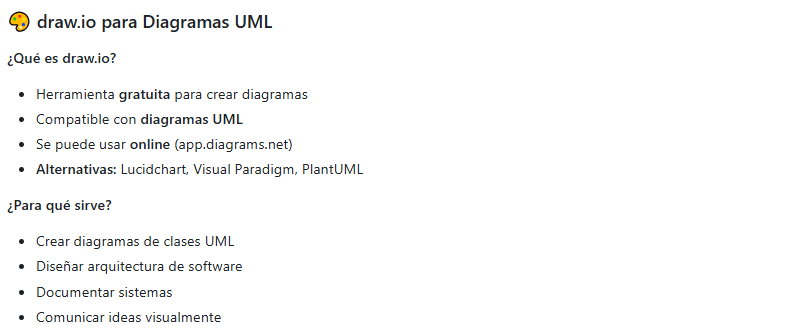 🎨 draw.io para Diagramas UML
¿Qué es draw.io?
• Herramienta gratuita para crear diagramas
• Compatible con diagramas UML
• Se puede usar online (app.diagrams.net)
• Alternativas: Lucidchart, Visual Paradigm, PlantUML
¿Para qué sirve?
• Crear diagramas de clases UML
• Diseñar arquitectura de software
• Documentar sistemas
• Comunicar ideas visualmente